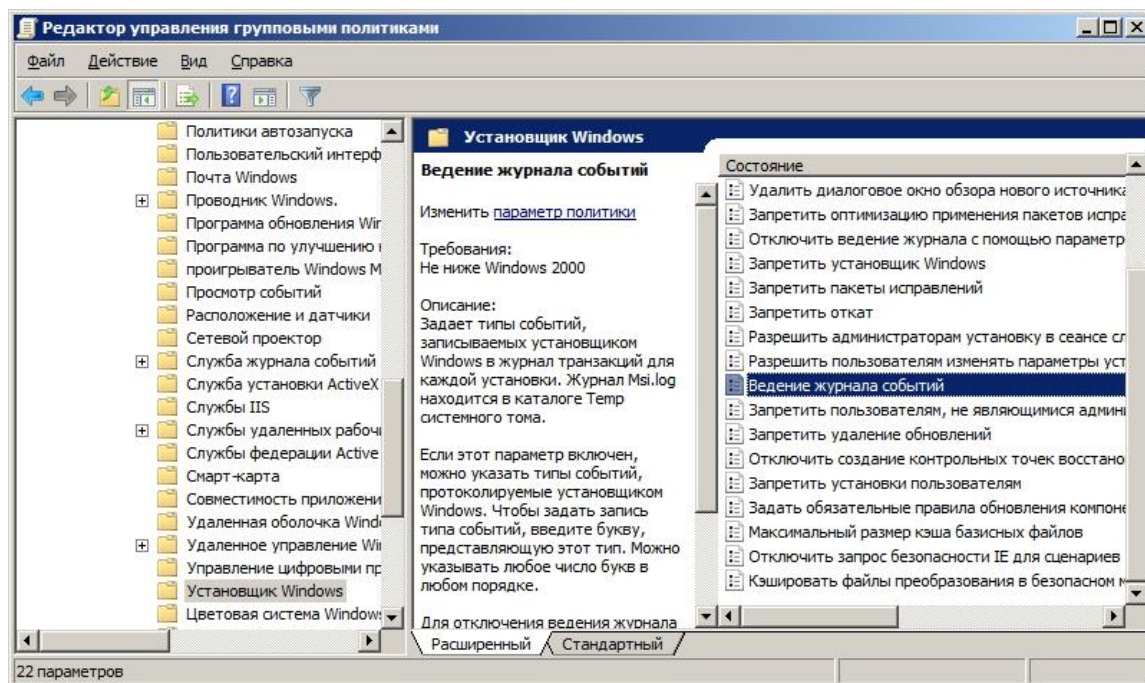 Редактор управления групповыми политиками
Файл Действие Вид Справка
Политики автозапуска
Пользовательский интерф
Почта Windows
Проводник Windows.
Программа обновления Wir
Программа по улучшению
проигрыватель Windows M
Просмотр событий
Расположение и датчики
Сетевой проектор
Служба журнала событий
Служба установки ActiveX
Службы IIS
Службы удаленных рабочи
Службы федерации Active
Смарт-карта
Совместимость приложени
Удаленная оболочка Windo
Удаленное управление Wi
Управление цифровыми пр
Установщик Windows
Цветовая система Windows
Установщик Windows
Ведение журнала событий
Изменить параметр политики
Требования:
Не ниже Windows 2000
Описание:
Задает типы событий,
записываемых установщиком
Windows в журнал транзакций для
каждой установки. Журнал Msi.log
находится в каталоге Temp
системного тома.
Если этот параметр включен,
можно указать типы событий,
протоколируемые установщиком
Windows. Чтобы задать запись
типа событий, введите букву,
представляющую этот тип. Можно
указывать любое число букв в
любом порядке.
Для отключения ведения журнала
Состояние
Удалить диалоговое окно обзора нового источника
Запретить оптимизацию применения пакетов испра
Отключить ведение журнала с помощью параметр
Запретить установщик Windows
Запретить пакеты исправлений
Запретить откат
Разрешить администраторам установку в сеансе сл
Разрешить пользователям изменять параметры уст
Ведение журнала событий
Запретить пользователям, не являющимися админи
Запретить удаление обновлений
Отключить создание контрольных точек восстано
Запретить установки пользователям
Задать обязательные правила обновления компоне
Максимальный размер кэша базисных файлов
Отключить запрос безопасности IE для сценариев
Кэшировать файлы преобразования в безопасном м
Расширенный Стандартный
22 параметров